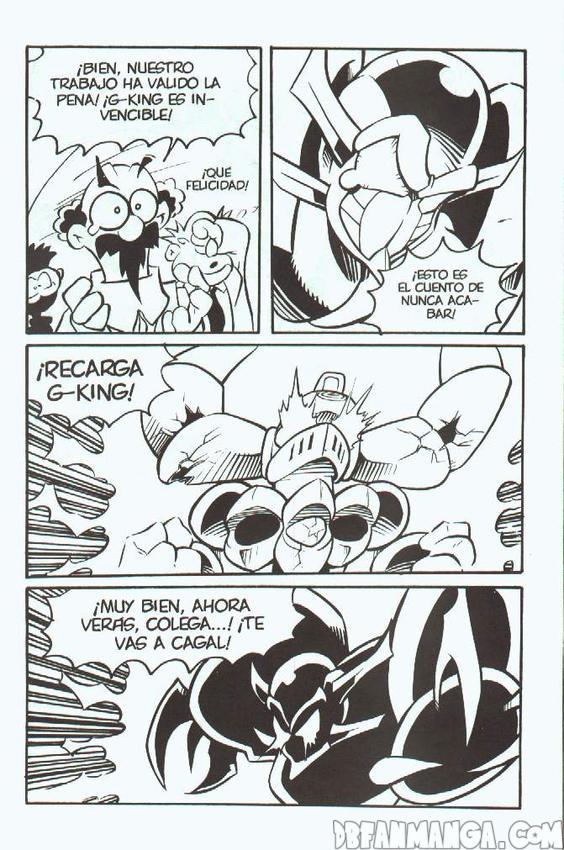 ¡BIEN, NUESTRO
TRABAJO HA VALIDO LA
PENA! ¡G-KING ES IN-
VENCIBLE!
¡QUE
FELICIDAD!
¡ESTO ES
EL CUENTO DE
NUNCA ACA-
BAR!
¡RECARGA
G-KING!
¡MUY BIEN, AHORA
VERAS, COLEGA...! ¡TE
VAS A CAGAL!
DBFANMANGA.COM